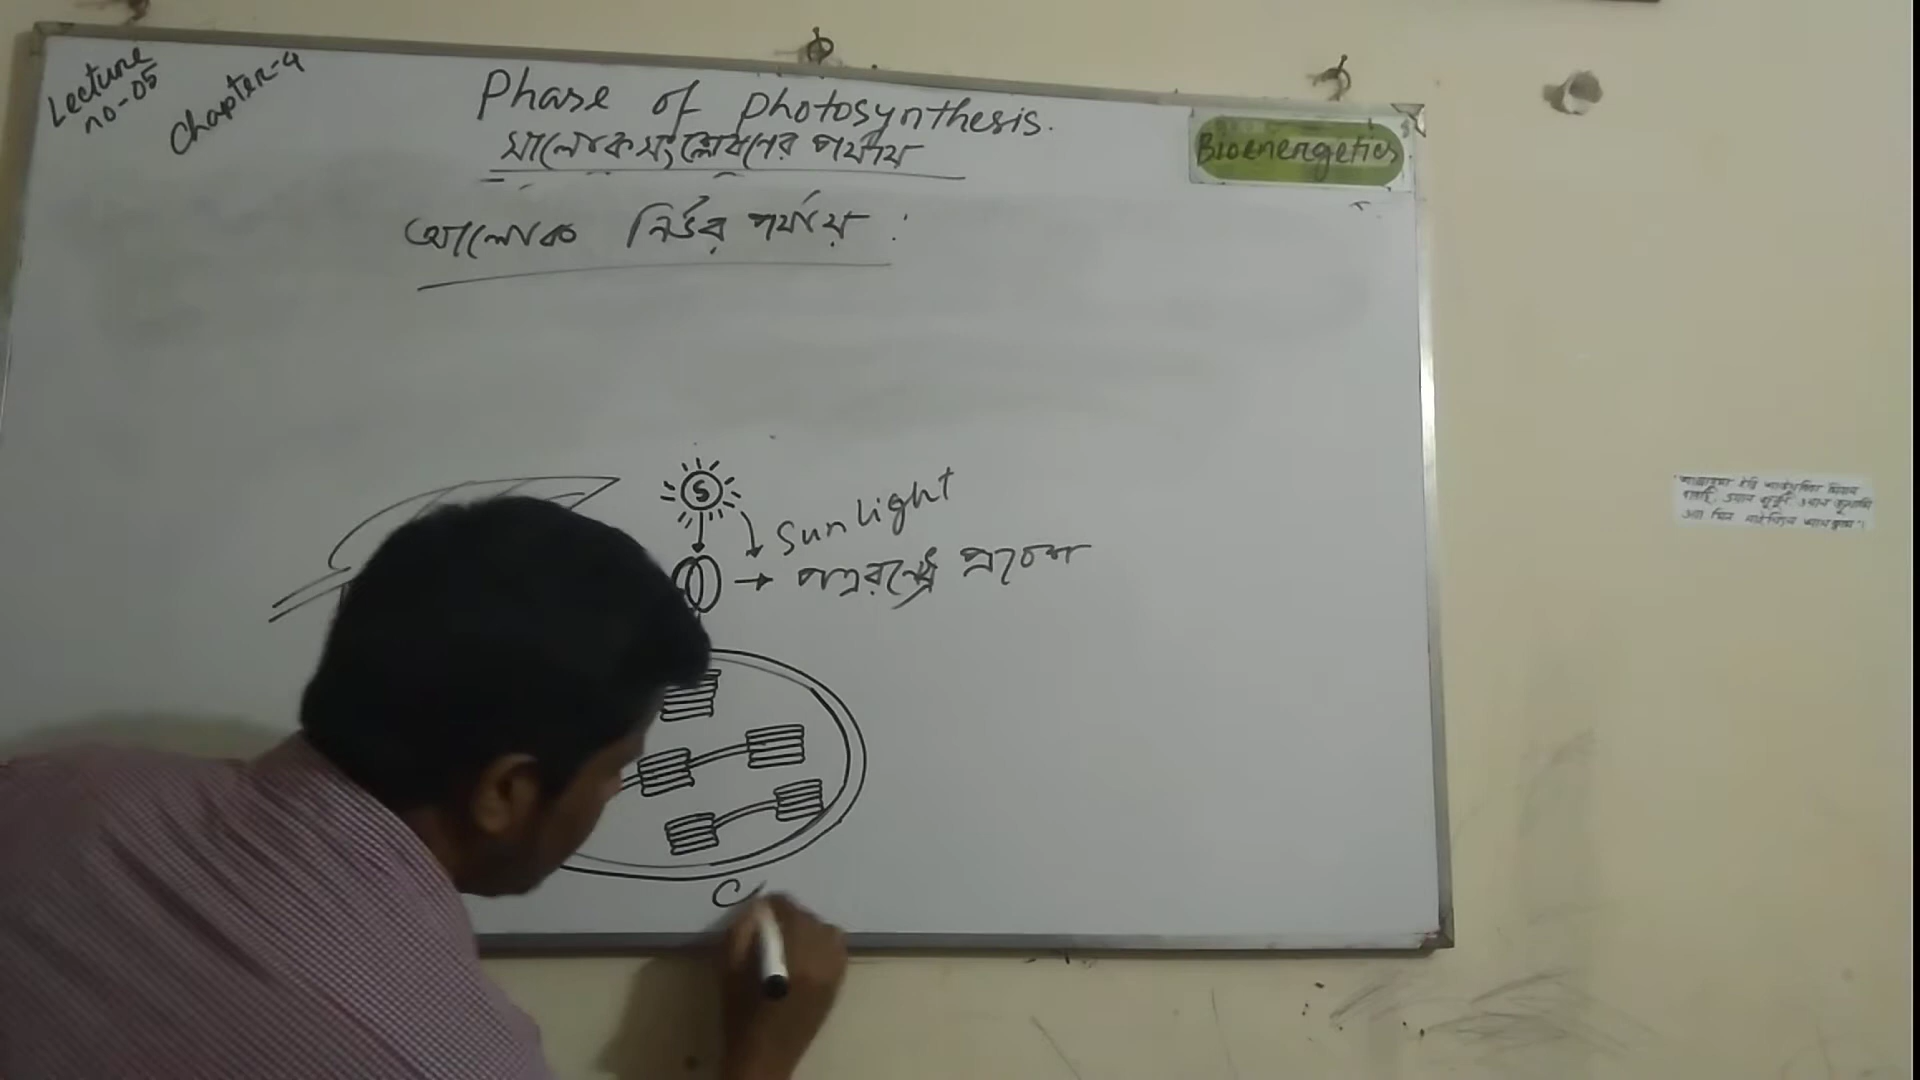 Lecture
no-05
Chapter-4
Phase of photosynthesis.
সালোকসংশ্লেষণের পর্যায়
Bioenergetics
আলোক নির্ভর পর্যায় :
S
Sunlight
পত্ররন্ধ্রে প্রবেশ
C